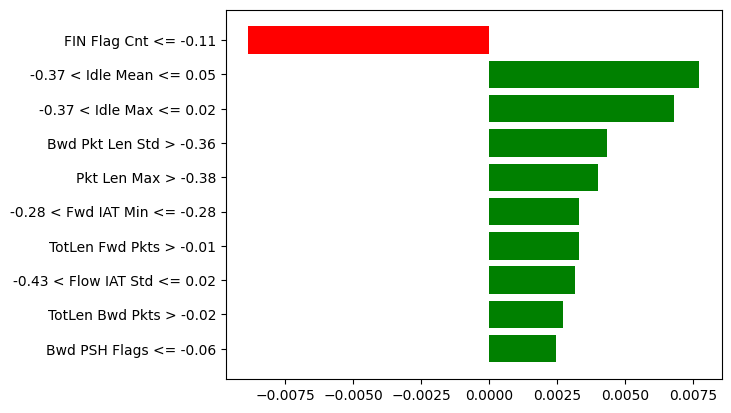 FIN Flag Cnt <= -0.11
-0.37 < Idle Mean <= 0.05
-0.37 < Idle Max <= 0.02
Bwd Pkt Len Std > -0.36
Pkt Len Max > -0.38
-0.28 < Fwd IAT Min <= -0.28
TotLen Fwd Pkts > -0.01
-0.43 < Flow IAT Std <= 0.02
TotLen Bwd Pkts > -0.02
Bwd PSH Flags <= -0.06
−0.0075 −0.0050 −0.0025 0.0000 0.0025 0.0050 0.0075